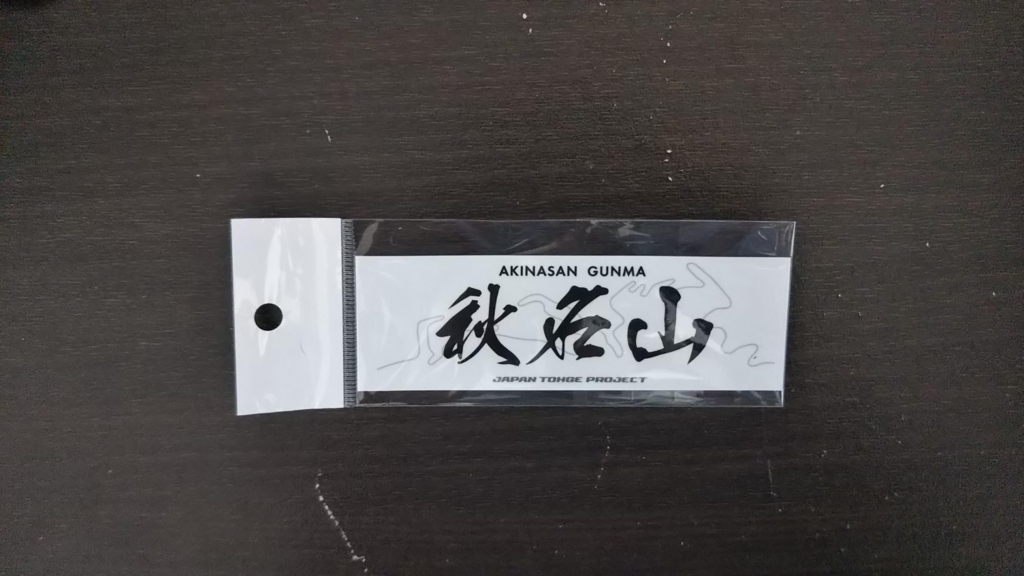 AKINASAN GUNMA
秋名山
JAPAN TOHGE PROJECT